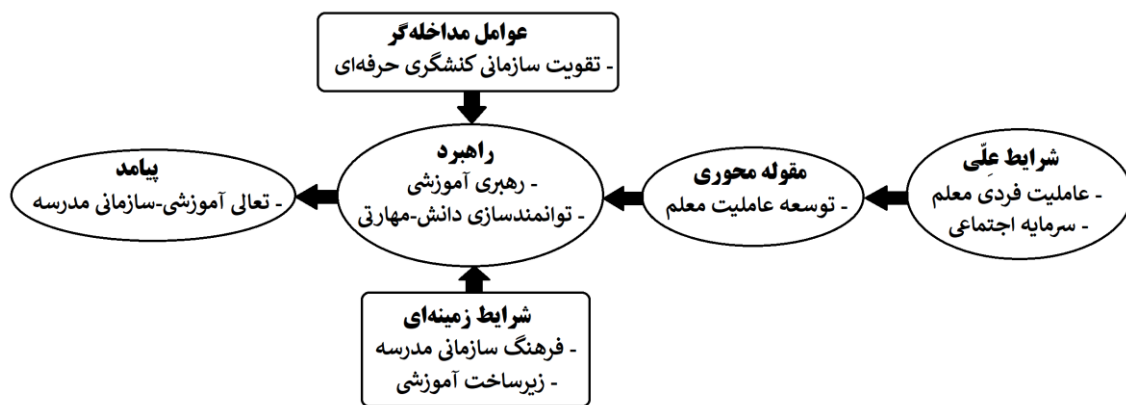 عوامل مداخله‌گر
- تقویت سازمانی کنشگری حرفه‌ای
شرایط عِلّی
- عاملیت فردی معلم
- سرمایه اجتماعی
مقوله محوری
- توسعه عاملیت معلم
راهبرد
- رهبری آموزشی
- توانمندسازی دانش-مهارتی
پیامد
- تعالی آموزشی-سازمانی مدرسه
شرایط زمینه‌ای
- فرهنگ سازمانی مدرسه
- زیرساخت آموزشی